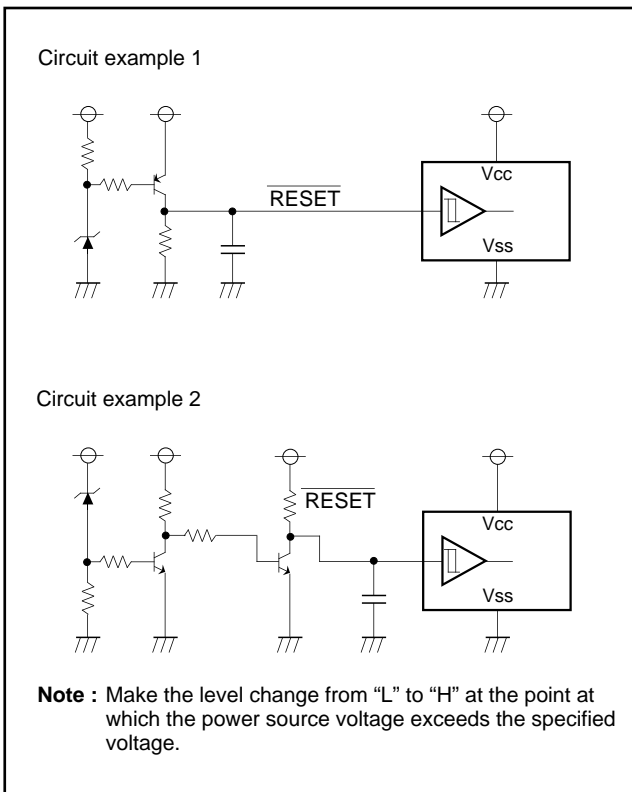 Circuit example 1
RESET
Vcc
Vss
Circuit example 2
RESET
Vcc
Vss
Note : Make the level change from “L” to “H” at the point at
which the power source voltage exceeds the specified
voltage.